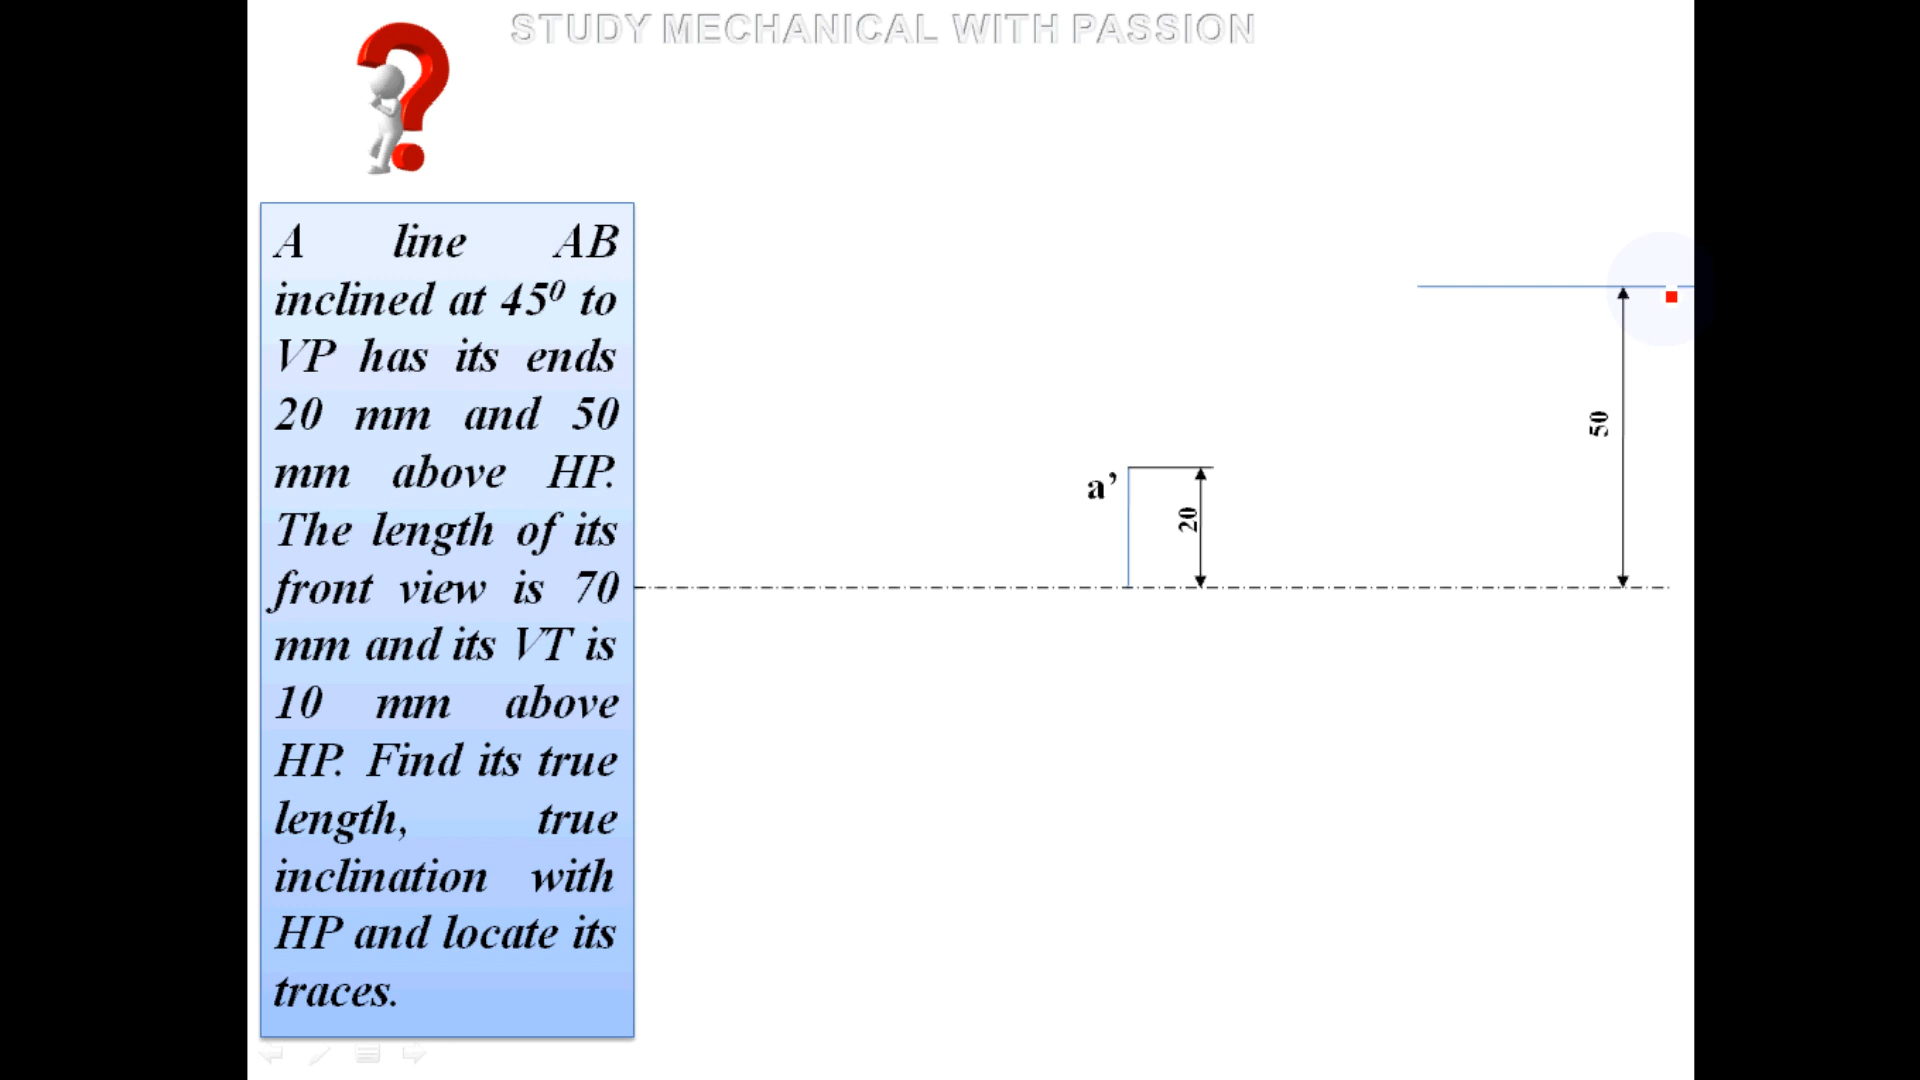 STUDY MECHANICAL WITH PASSION
A line AB
inclined at 45⁰ to
VP has its ends
20 mm and 50
mm above HP.
The length of its
front view is 70
mm and its VT is
10 mm above
HP. Find its true
length, true
inclination with
HP and locate its
traces.
50
a’
20